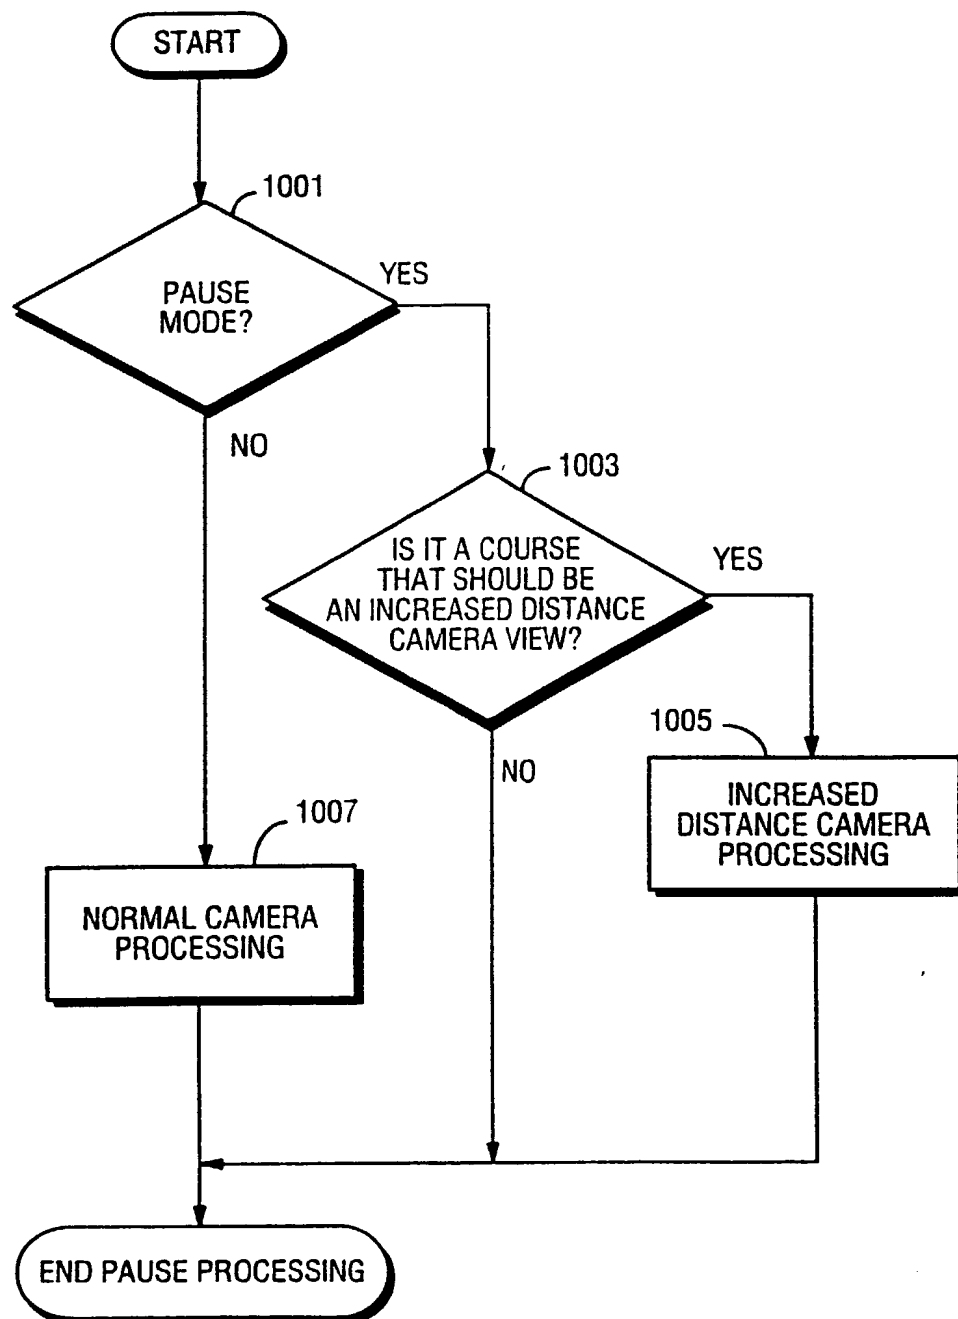 START
1001
PAUSE
MODE?
YES
NO
1003
IS IT A COURSE
THAT SHOULD BE
AN INCREASED DISTANCE
CAMERA VIEW?
YES
NO
1005
INCREASED
DISTANCE CAMERA
PROCESSING
1007
NORMAL CAMERA
PROCESSING
END PAUSE PROCESSING